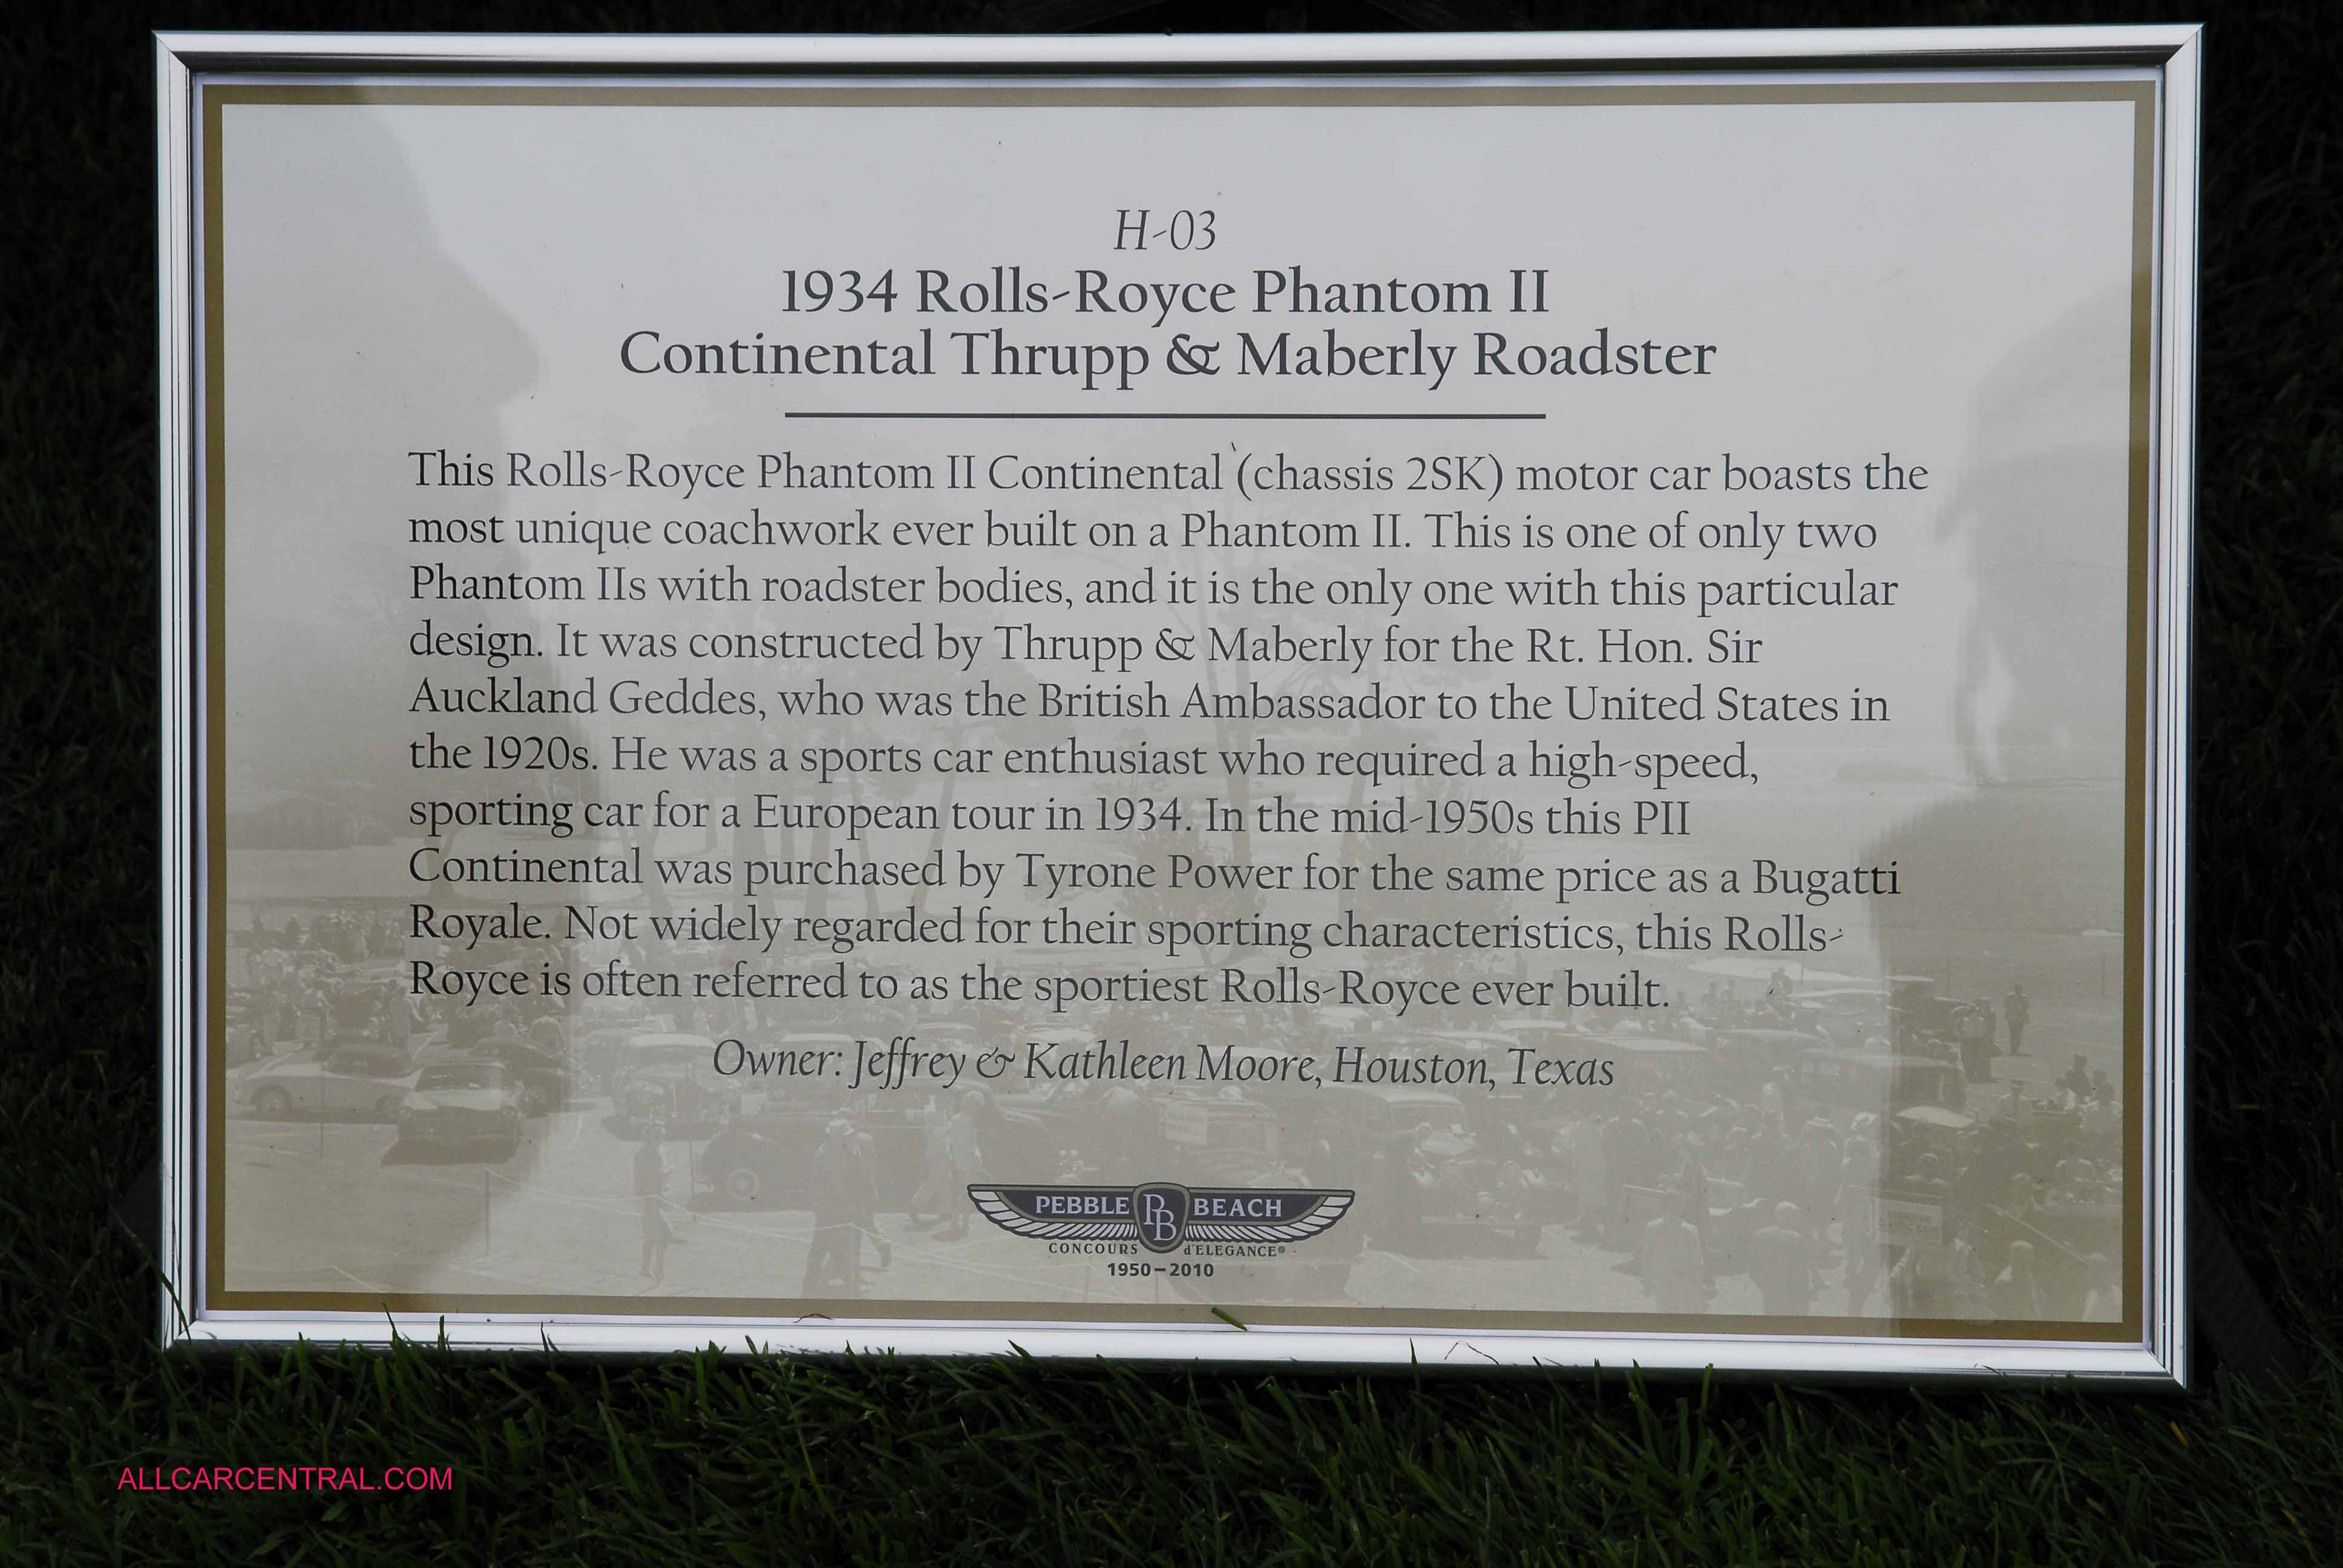 H-03
1934 Rolls-Royce Phantom II
Continental Thrupp & Maberly Roadster
This Rolls-Royce Phantom II Continental (chassis 2SK) motor car boasts the
most unique coachwork ever built on a Phantom II. This is one of only two
Phantom IIs with roadster bodies, and it is the only one with this particular
design. It was constructed by Thrupp & Maberly for the Rt. Hon. Sir
Auckland Geddes, who was the British Ambassador to the United States in
the 1920s. He was a sports car enthusiast who required a high-speed,
sporting car for a European tour in 1934. In the mid-1950s this PII
Continental was purchased by Tyrone Power for the same price as a Bugatti
Royale. Not widely regarded for their sporting characteristics, this Rolls-
Royce is often referred to as the sportiest Rolls-Royce ever built.
Owner: Jeffrey & Kathleen Moore, Houston, Texas
PEBBLE PB BEACH
CONCOURS d'ELEGANCE®
1950–2010
ALLCARCENTRAL.COM